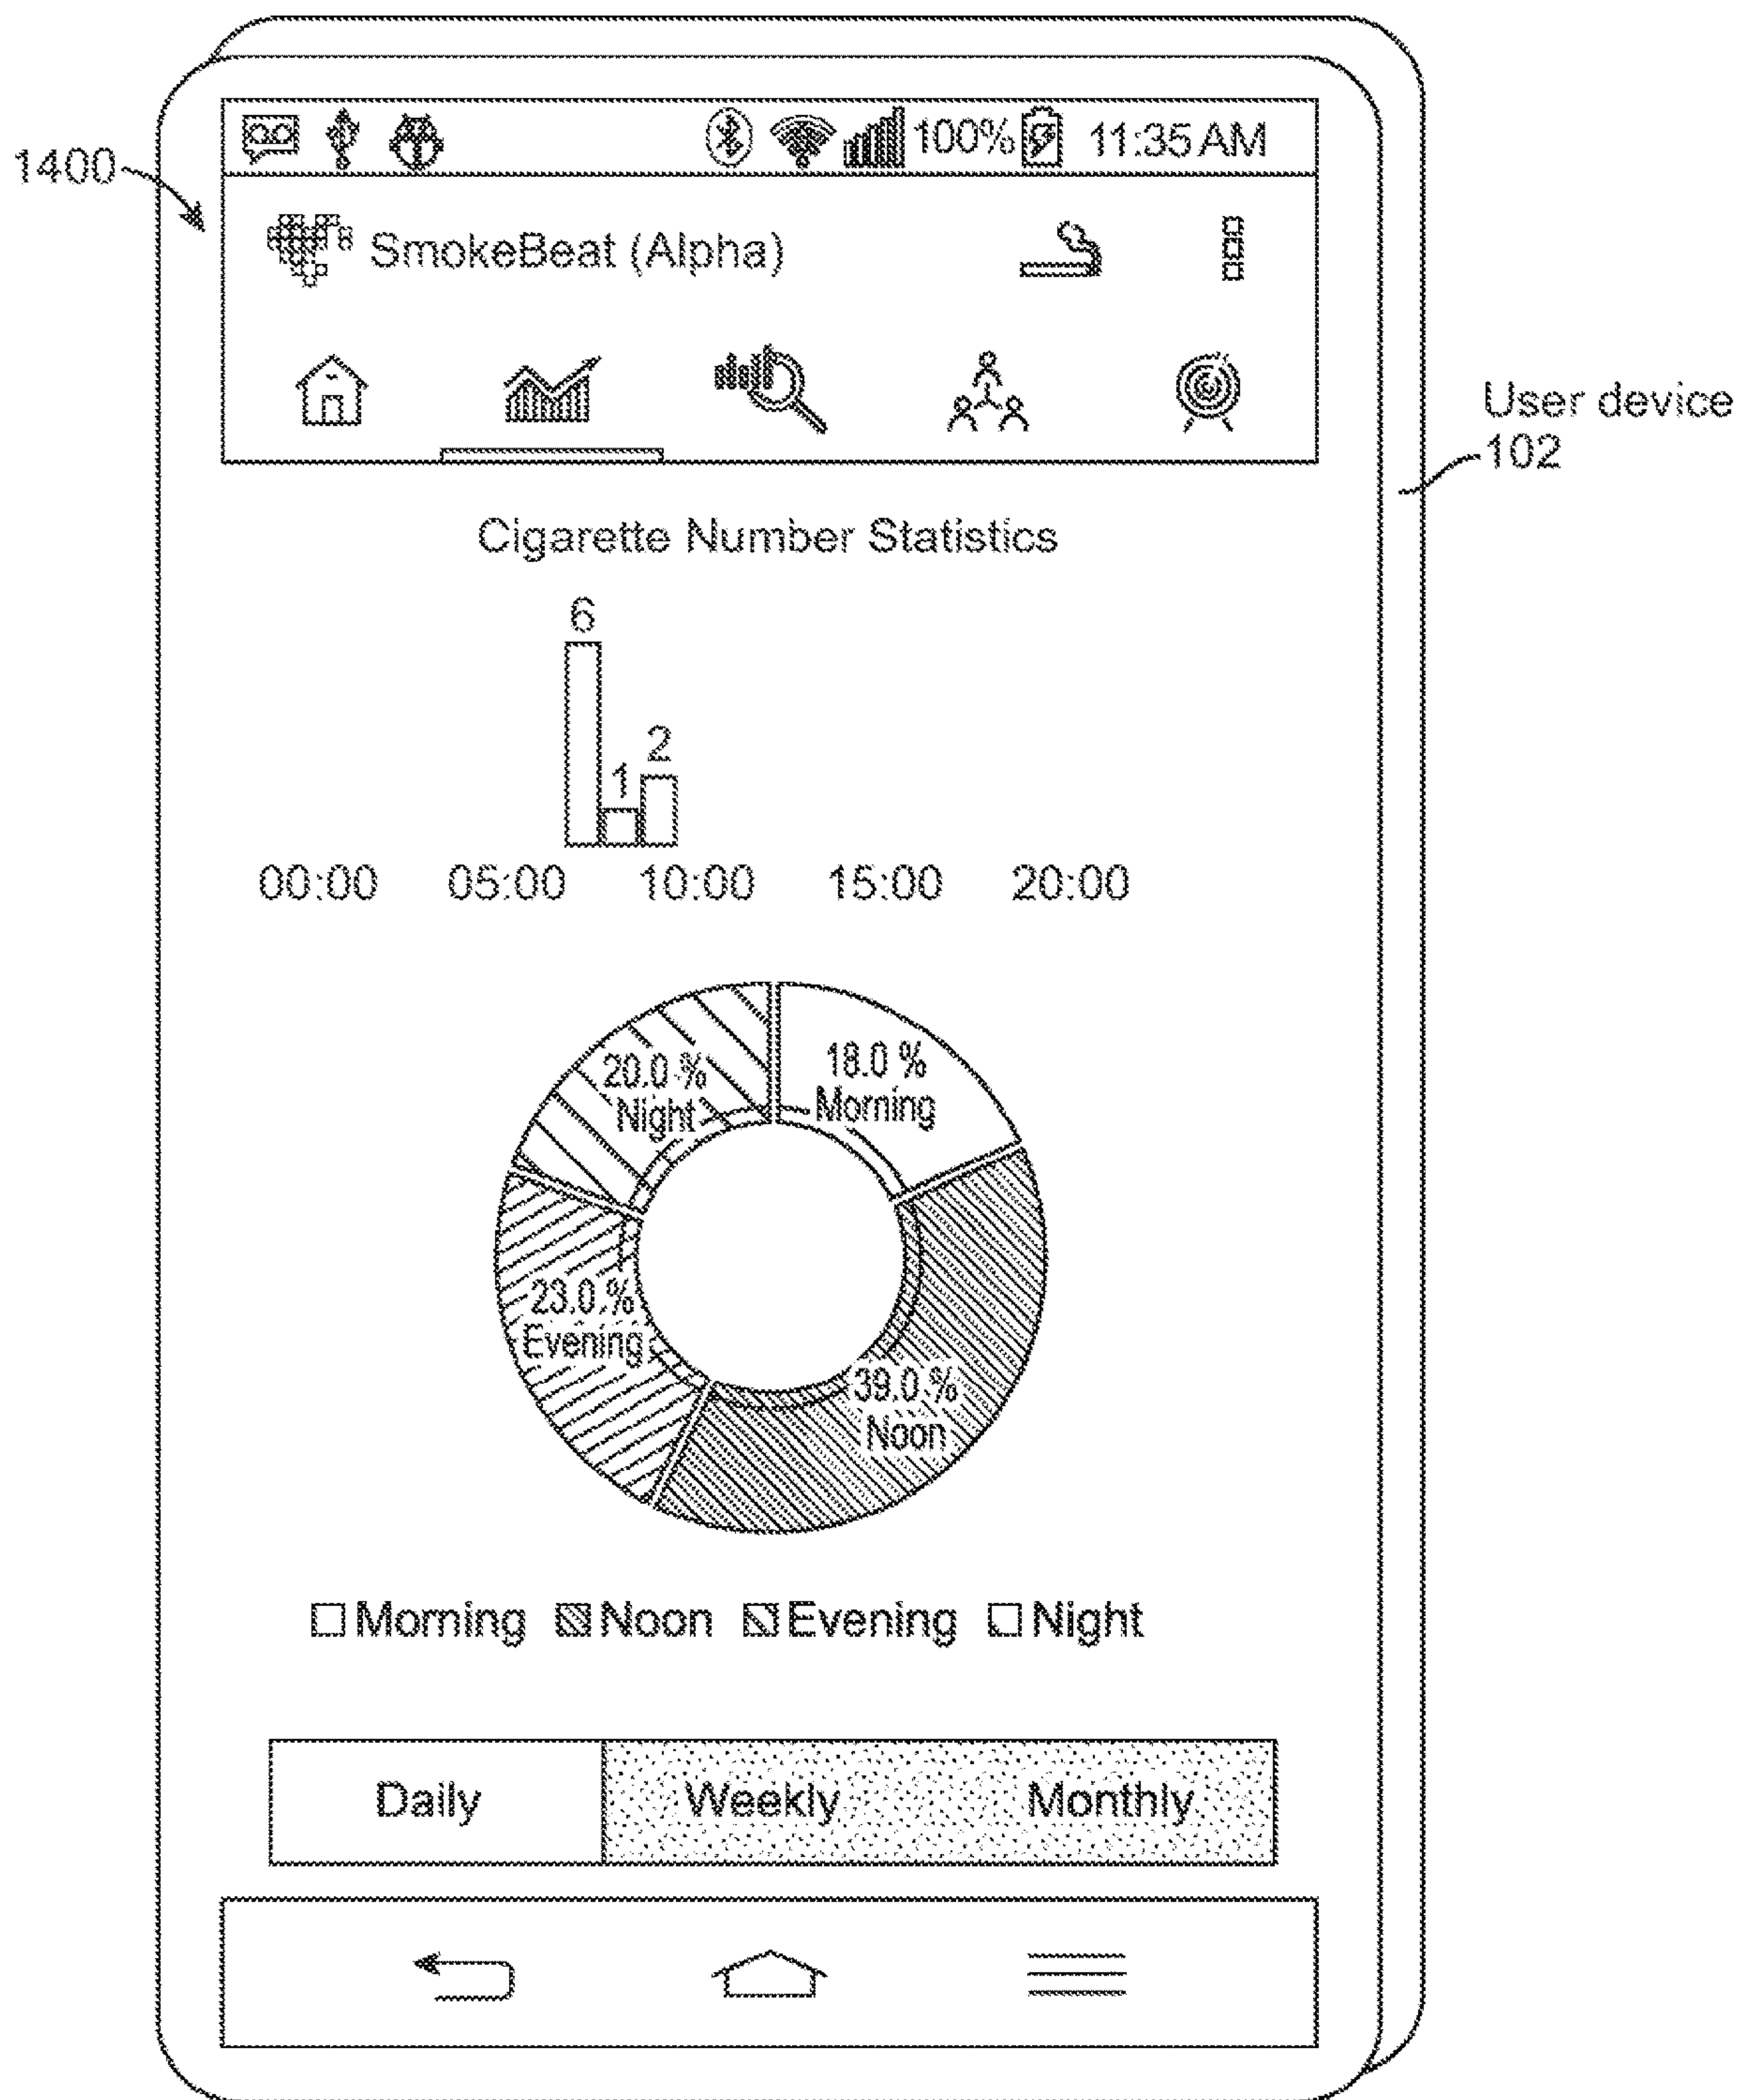 100% 11:35 AM
1400
SmokeBeat (Alpha)
User device
102
Cigarette Number Statistics
6
1
2
00:00 05:00 10:00 15:00 20:00
20.0 %
Night
18.0 %
Morning
23.0 %
Evening
39.0 %
Noon
Morning Noon Evening Night
Daily Weekly Monthly